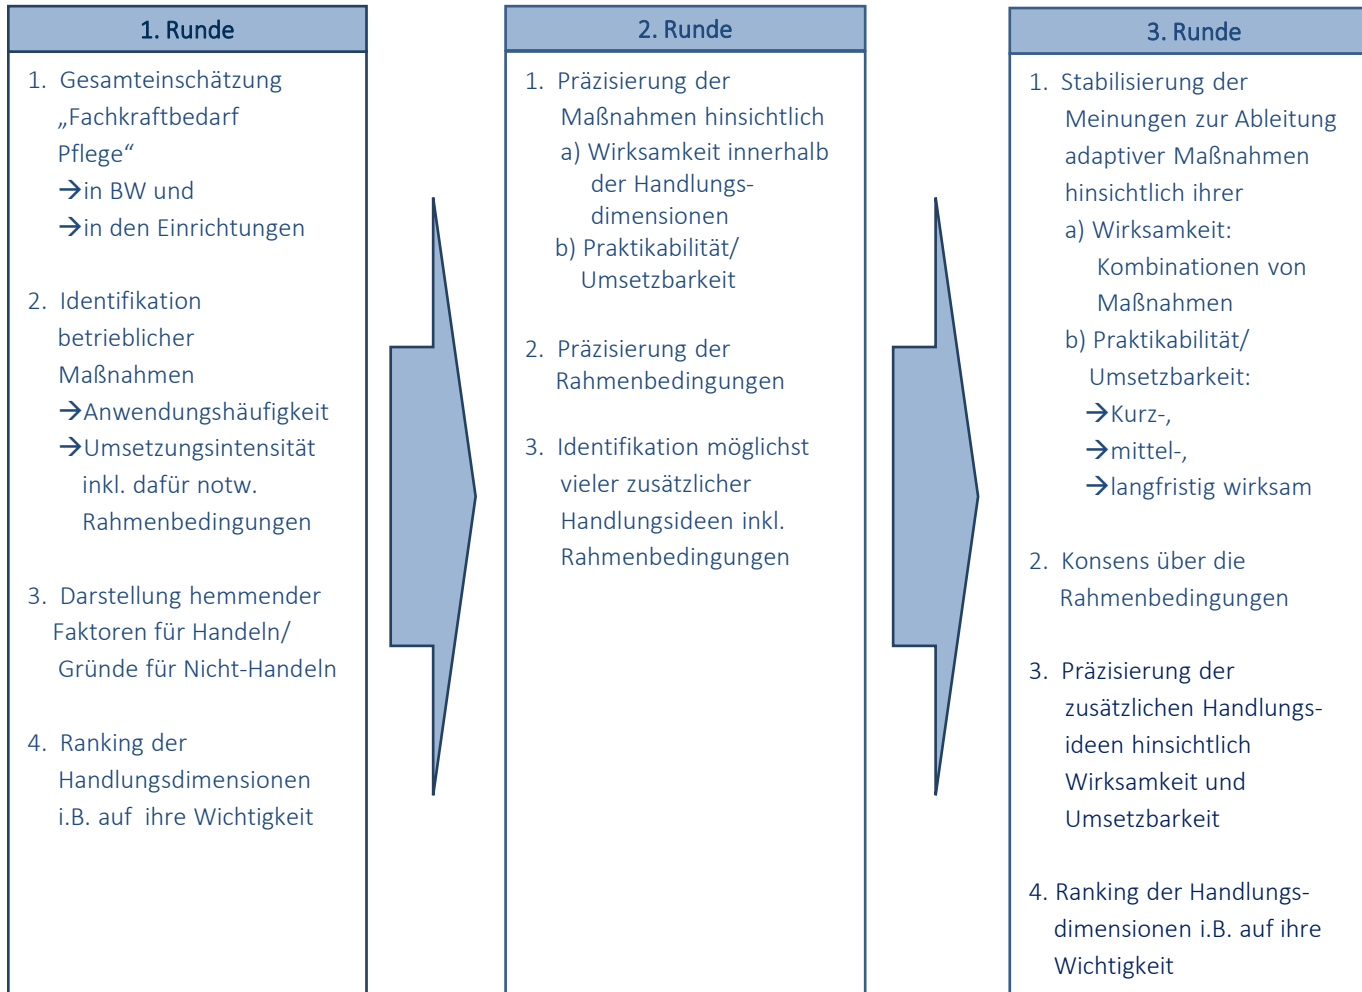 1. Runde
1. Gesamteinschätzung
„Fachkraftbedarf
Pflege“
→in BW und
→in den Einrichtungen
2. Identifikation
betrieblicher
Maßnahmen
→Anwendungshäufigkeit
→Umsetzungsintensität
inkl. dafür notw.
Rahmenbedingungen
3. Darstellung hemmender
Faktoren für Handeln/
Gründe für Nicht-Handeln
4. Ranking der
Handlungsdimensionen
i.B. auf ihre Wichtigkeit
2. Runde
1. Präzisierung der
Maßnahmen hinsichtlich
a) Wirksamkeit innerhalb
der Handlungs-
dimensionen
b) Praktikabilität/
Umsetzbarkeit
2. Präzisierung der
Rahmenbedingungen
3. Identifikation möglichst
vieler zusätzlicher
Handlungsideen inkl.
Rahmenbedingungen
3. Runde
1. Stabilisierung der
Meinungen zur Ableitung
adaptiver Maßnahmen
hinsichtlich ihrer
a) Wirksamkeit:
Kombinationen von
Maßnahmen
b) Praktikabilität/
Umsetzbarkeit:
→Kurz-,
→mittel-,
→langfristig wirksam
2. Konsens über die
Rahmenbedingungen
3. Präzisierung der
zusätzlichen Handlungs-
ideen hinsichtlich
Wirksamkeit und
Umsetzbarkeit
4. Ranking der Handlungs-
dimensionen i.B. auf ihre
Wichtigkeit